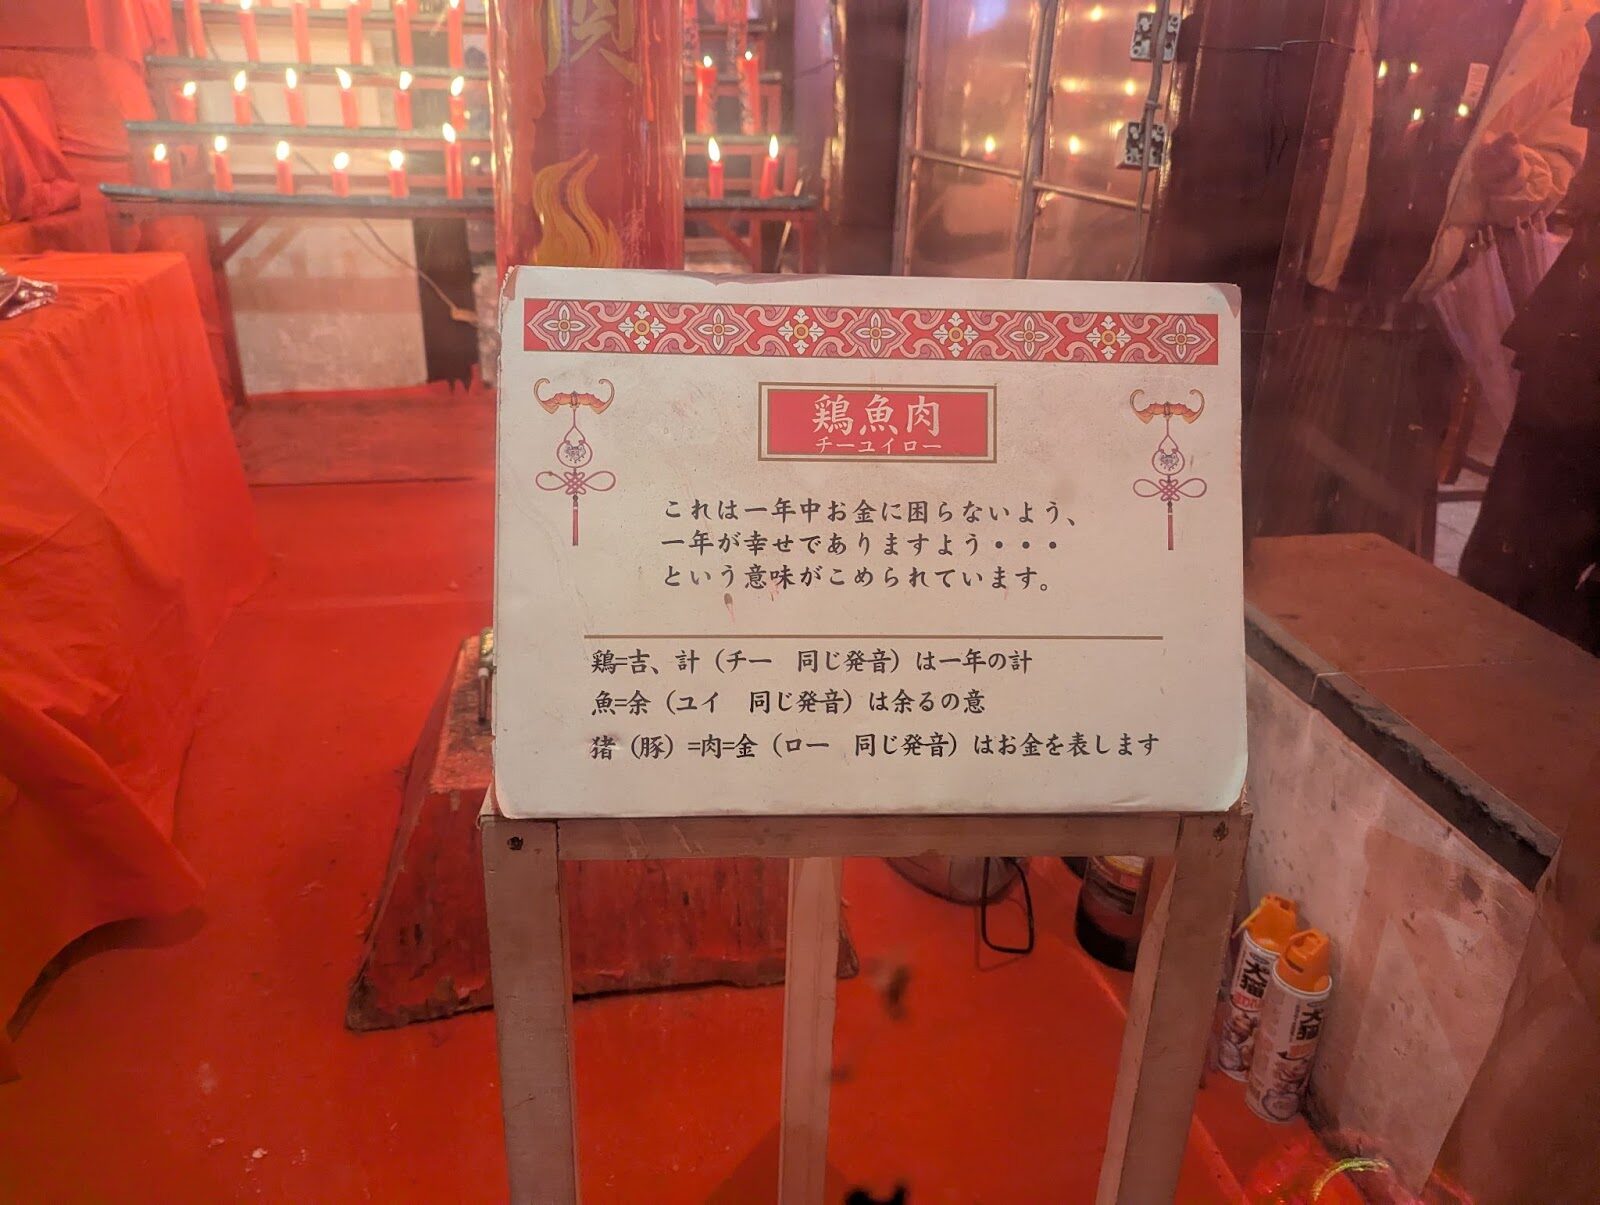 鶏魚肉
チーユイロー
これは一年中お金に困らないよう、
一年が幸せでありますよう・・・
という意味がこめられています。
鶏=吉、計（チー　同じ発音）は一年の計
魚=余（ユイ　同じ発音）は余るの意
猪（豚）=肉=金（ロー　同じ発音）はお金を表します
犬猫
犬猫